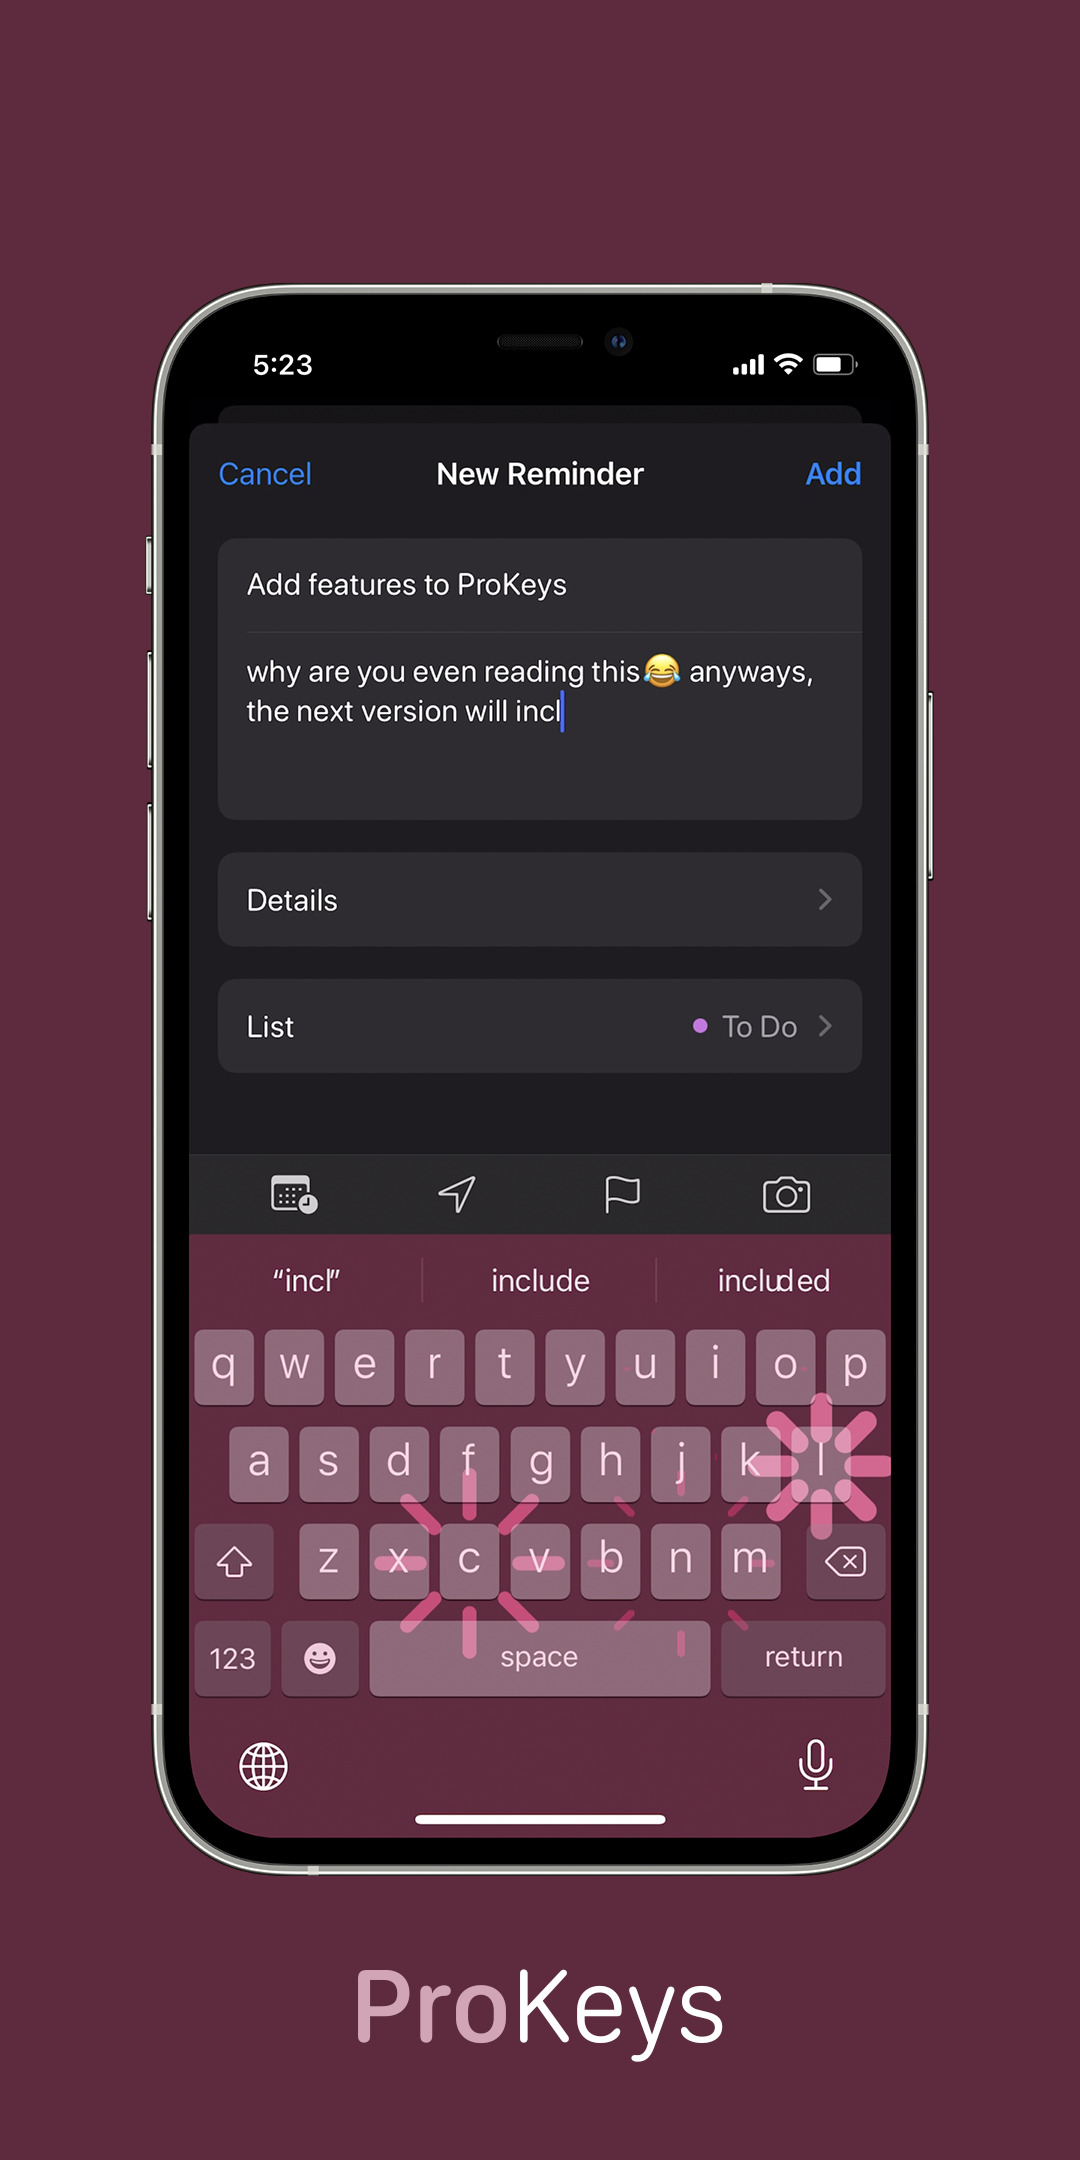 5:23
Cancel New Reminder Add
Add features to ProKeys
why are you even reading this😂 anyways,
the next version will incl
Details
List To Do
“incl” include included
q w e r t y u i o p
a s d f g h j k l
z x c v b n m
123 space return
ProKeys